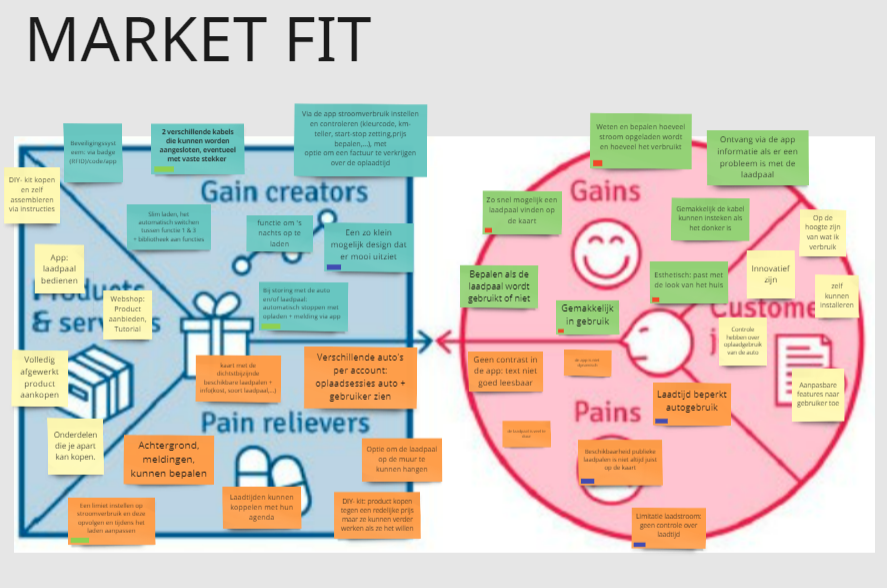 MARKET FIT
Beveiligingssyst
eem: via badge
(RFID)/code/app
2 verschillende kabels
die kunnen worden
aangesloten, eventueel
met vaste stekker
Via de app stroomverbruik instellen
en controleren (kleurcode, km-
teller, start-stop zetting,prijs
bepalen,...), met
optie om een factuur te verkrijgen
over de oplaadtijd
DIY- kit kopen
en zelf
assembleren
via instructies
Gain creators
Slim laden, het
automatisch switchen
tussen functie 1 & 3
+ bibliotheek aan functies
functie om 's
nachts op te
laden
Een zo klein
mogelijk design dat
er mooi uitziet
App:
laadpaal
bedienen
Products
& services
Webshop:
Product
aanbieden,
Tutorial
Bij storing met de auto
en/of laadpaal:
automatisch stoppen met
opladen + melding via app
Volledig
afgewerkt
product
aankopen
kaart met de
dichtstbijzijnde
beschikbare laadpalen +
info(kost, soort laadpaal,...)
Verschillende auto's
per account:
oplaadsessies auto +
gebruiker zien
Pain relievers
Onderdelen
die je apart
kan kopen.
Achtergrond,
meldingen,
kunnen bepalen
Optie om de laadpaal
op de muur te
kunnen hangen
Een limiet instellen op
stroomverbruik en deze
opvolgen en tijdens het
laden aanpassen
Laadtijden kunnen
koppelen met hun
agenda
DIY- kit: product kopen
tegen een redelijke prijs
maar ze kunnen verder
werken als ze het willen
Weten en bepalen hoeveel
stroom opgeladen wordt
en hoeveel het verbruikt
Ontvang via de app
informatie als er een
probleem is met de
laadpaal
Gains
Zo snel mogelijk een
laadpaal vinden op
de kaart
Gemakkelijk de kabel
kunnen insteken als
het donker is
Op de
hoogte zijn
van wat ik
verbruik
Bepalen als de
laadpaal wordt
gebruikt of niet
Esthetisch: past met
de look van het huis
Innovatief
zijn
zelf
kunnen
installeren
Gemakkelijk
in gebruik
Custome
j
Controle
hebben over
oplaadgebruik
van de auto
Geen contrast in
de app: text niet
goed leesbaar
Laadtijd beperkt
autogebruik
Aanpasbare
features naar
gebruiker toe
Pains
Beschikbaarheid publieke
laadpalen is niet altijd juist
op de kaart
Limitatie laadstroom:
geen controle over
laadtijd